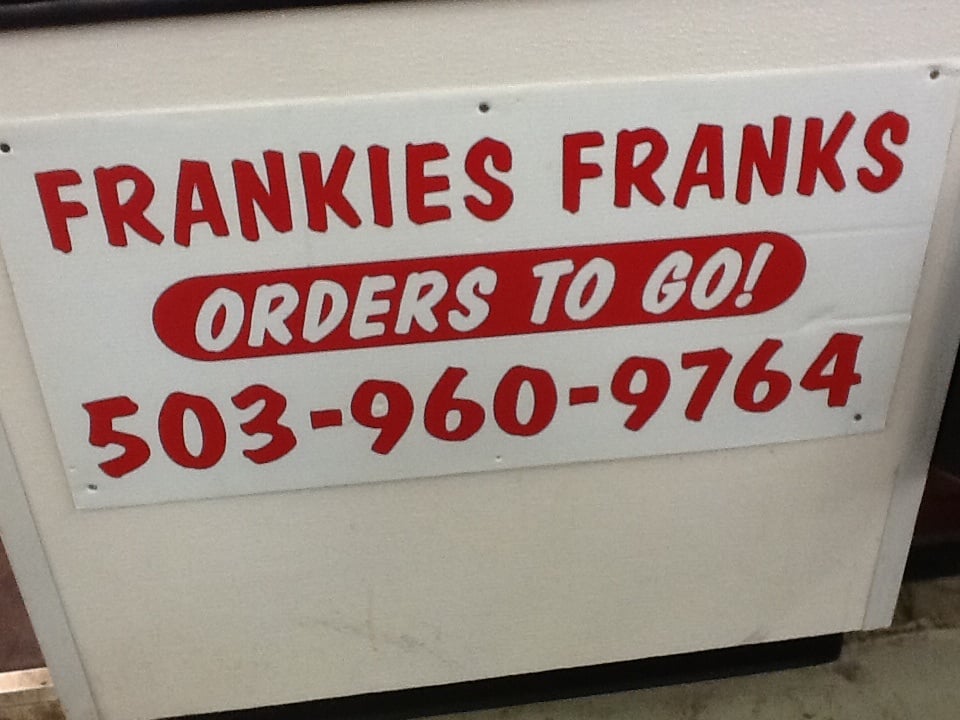 FRANKIES FRANKS
ORDERS TO GO!
503-960-9764